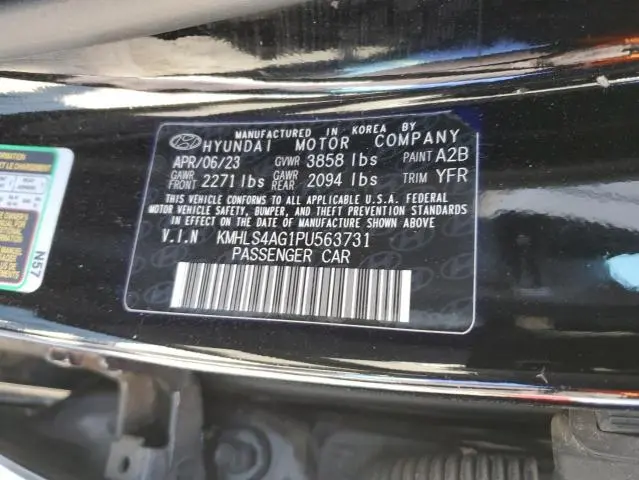 MANUFACTURED IN KOREA BY
HYUNDAI MOTOR COMPANY
APR/06/23 GVWR 3858 lbs PAINT A2B
GAWR FRONT 2271 lbs GAWR REAR 2094 lbs TRIM YFR
THIS VEHICLE CONFORMS TO ALL APPLICABLE U.S.A. FEDERAL
MOTOR VEHICLE SAFETY, BUMPER, AND THEFT PREVENTION STANDARDS
IN EFFECT ON THE DATE OF MANUFACTURE SHOWN ABOVE
V.I.N KMHLS4AG1PU563731
PASSENGER CAR
N57